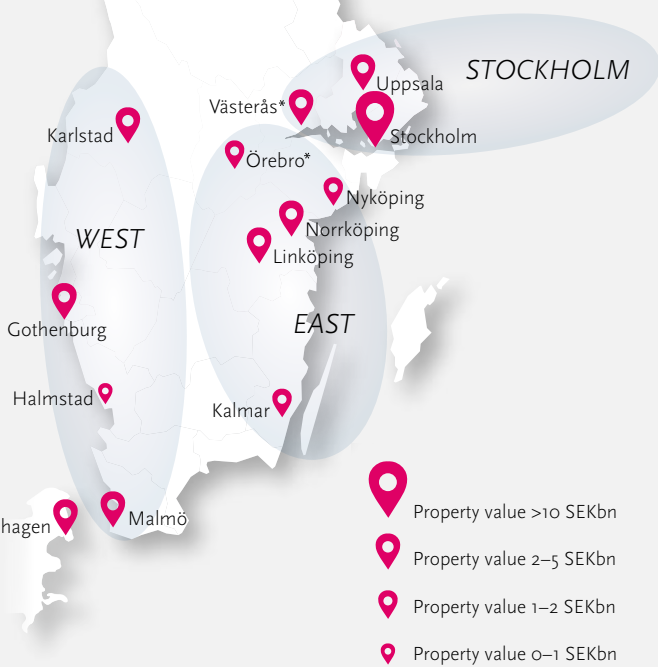 STOCKHOLM
Uppsala
Västerås*
Stockholm
Karlstad
Örebro*
Nyköping
Norrköping
WEST
Linköping
EAST
Gothenburg
Halmstad
Kalmar
hagen
Malmö
Property value >10 SEKbn
Property value 2–5 SEKbn
Property value 1–2 SEKbn
Property value 0–1 SEKbn